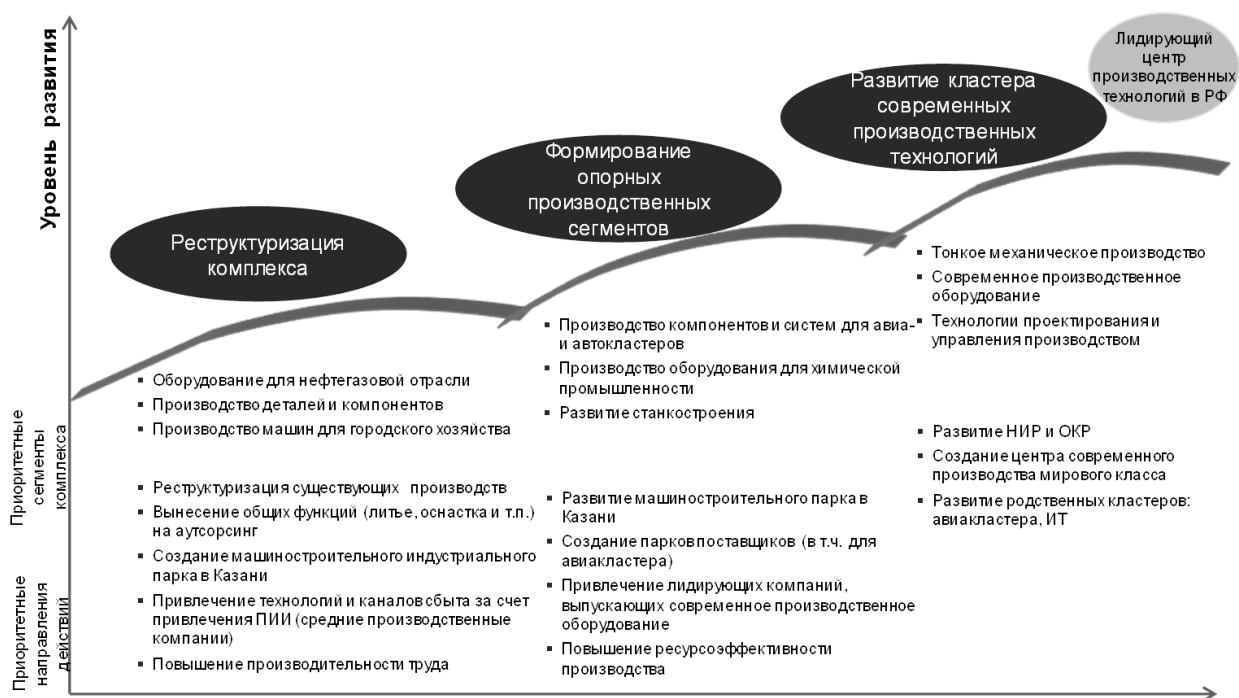 Уровень развития
Приоритетные
сегменты
комплекса
Приоритетные
направления
действий
Реструктуризация
комплекса
▪ Оборудование для нефтегазовой отрасли
▪ Производство деталей и компонентов
▪ Производство машин для городского хозяйства
▪ Реструктуризация существующих производств
▪ Вынесение общих функций (литье, оснастка и т.п.)
на аутсорсинг
▪ Создание машиностроительного индустриального
парка в Казани
▪ Привлечение технологий и каналов сбыта за счет
привлечения ПИИ (средние производственные
компании)
▪ Повышение производительности труда
Формирование
опорных
производственных
сегментов
▪ Производство компонентов и систем для авиа-
и автокластеров
▪ Производство оборудования для химической
промышленности
▪ Развитие станкостроения
▪ Развитие машиностроительного парка в
Казани
▪ Создание парков поставщиков (в т.ч. для
авиакластера)
▪ Привлечение лидирующих компаний,
выпускающих современное производственное
оборудование
▪ Повышение ресурсоэффективности
производства
Развитие кластера
современных
производственных
технологий
▪ Тонкое механическое производство
▪ Современное производственное
оборудование
▪ Технологии проектирования и
управления производством
▪ Развитие НИР и ОКР
▪ Создание центра современного
производства мирового класса
▪ Развитие родственных кластеров:
авиакластера, ИТ
Лидирующий
центр
производственных
технологий в РФ